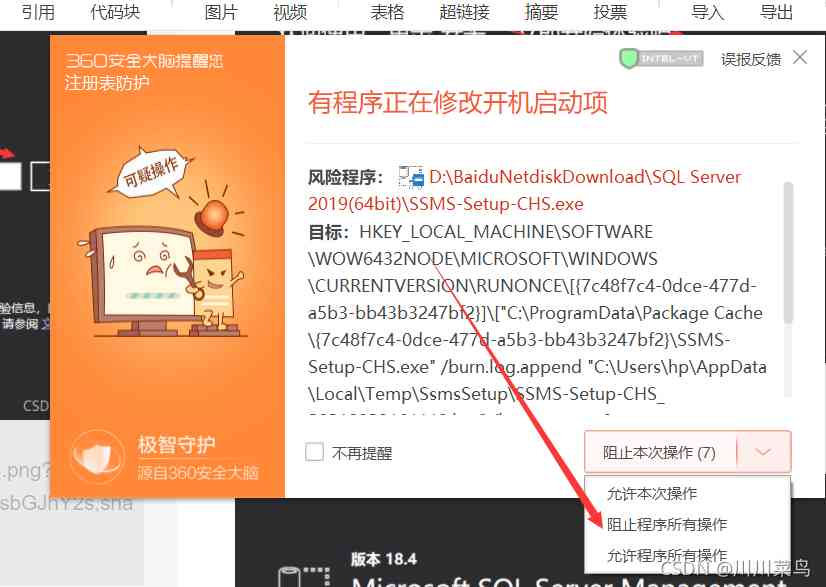 引用 代码块 图片 视频 表格 超链接 摘要 投票 导入 导出
360安全大脑提醒您
注册表防护
INTEL-VT 误报反馈
有程序正在修改开机启动项
可疑操作
风险程序： D:\BaiduNetdiskDownload\SQL Server
2019(64bit)\SSMS-Setup-CHS.exe
目标：HKEY_LOCAL_MACHINE\SOFTWARE
\WOW6432NODE\MICROSOFT\WINDOWS
\CURRENTVERSION\RUNONCE\[{7c48f7c4-0dce-477d-
a5b3-bb43b3247bf2}]\["C:\ProgramData\Package Cache
\{7c48f7c4-0dce-477d-a5b3-bb43b3247bf2}\SSMS-
Setup-CHS.exe" /burn.log.append "C:\Users\hp\AppData
\Local\Temp\SsmsSetup\SSMS-Setup-CHS_
验信息，
请参阅
CSD
极智守护
源自360安全大脑
不再提醒
阻止本次操作 (7)
允许本次操作
阻止程序所有操作
允许程序所有操作
.png?
sbGJhY2s,sha
版本 18.4
Microsoft SQL Server Management
CSDN @川川菜鸟